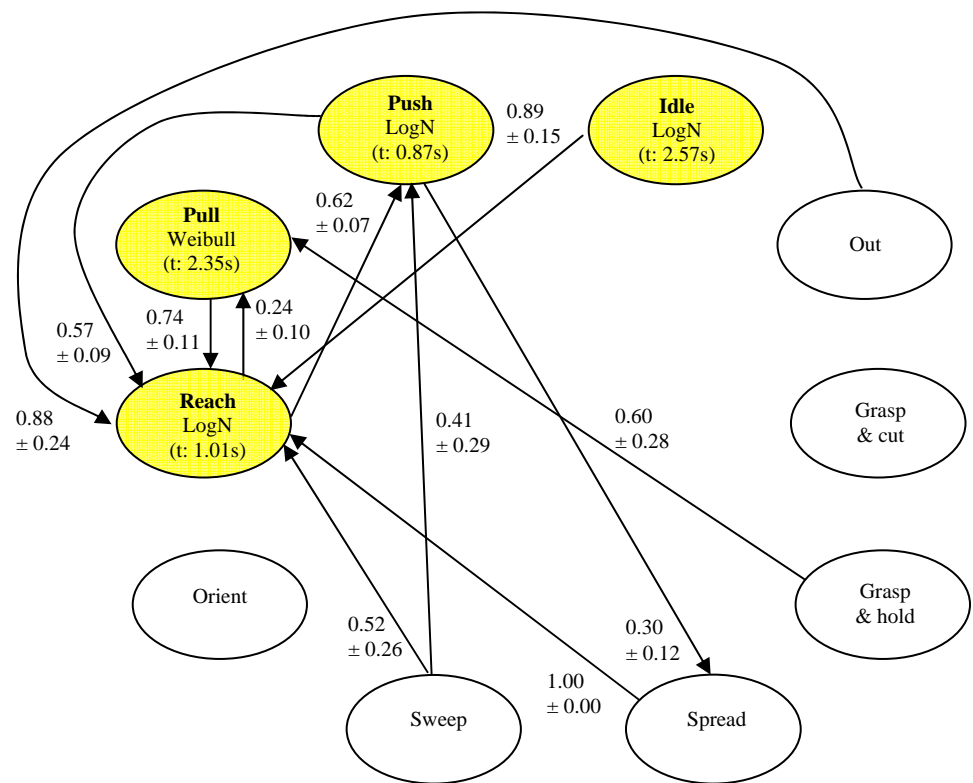 Push
LogN
(t: 0.87s)
0.89
± 0.15
Idle
LogN
(t: 2.57s)
Pull
Weibull
(t: 2.35s)
0.62
± 0.07
Out
0.57
± 0.09
0.74
± 0.11
0.24
± 0.10
Reach
LogN
(t: 1.01s)
0.88
± 0.24
0.41
± 0.29
0.60
± 0.28
Grasp
& cut
Orient
Grasp
& hold
0.52
± 0.26
0.30
± 0.12
1.00
± 0.00
Sweep
Spread